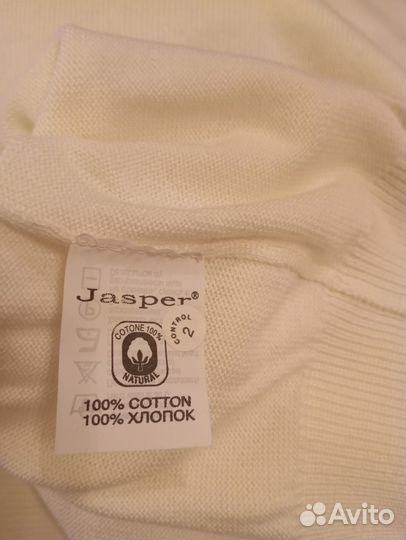 Jasper®
COTONE 100%
NATURAL
CONTROL
2
100% COTTON
100% ХЛОПОК
Avito